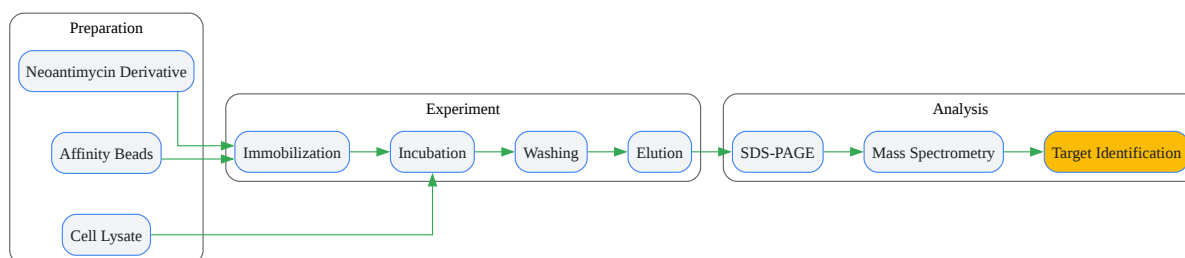 Preparation
Neoantimycin Derivative
Affinity Beads
Cell Lysate
Experiment
Immobilization
Incubation
Washing
Elution
Analysis
SDS-PAGE
Mass Spectrometry
Target Identification